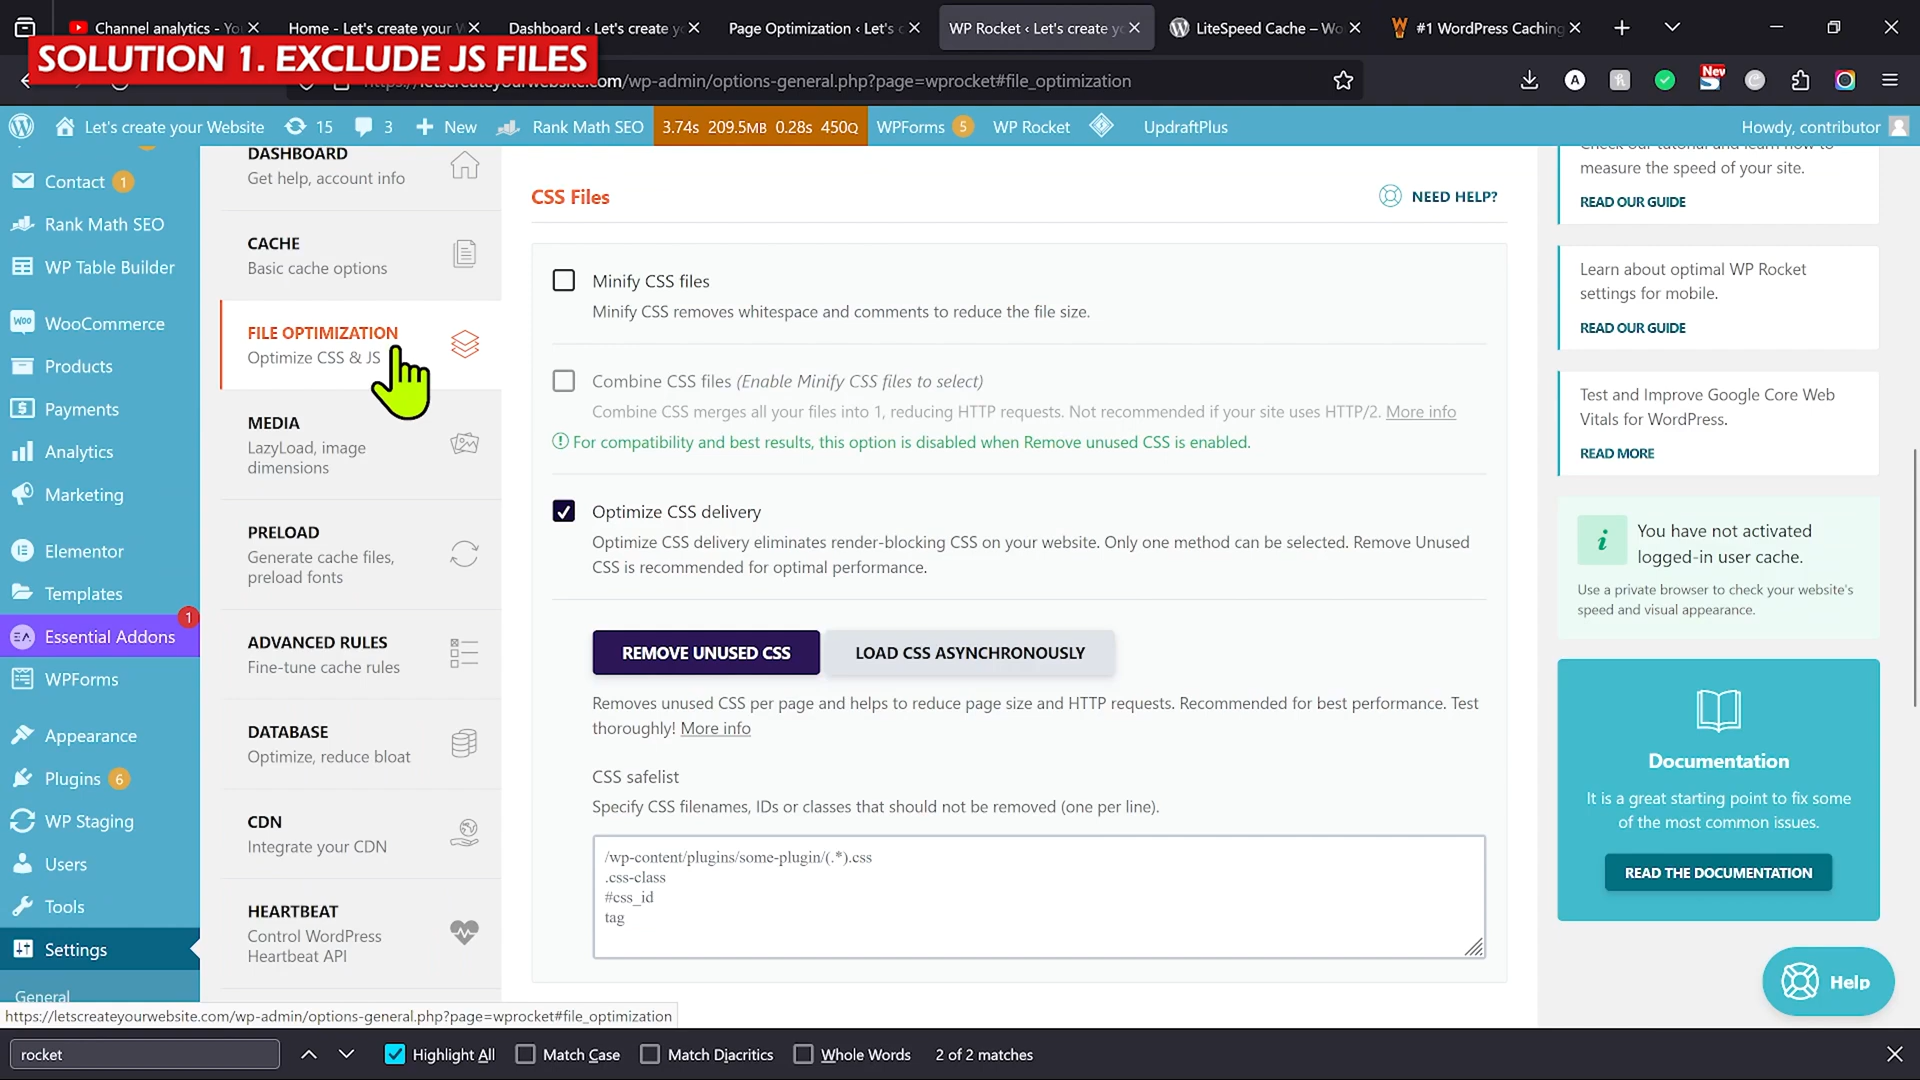 Channel analytics - Yo
Home - Let's create your W
Dashboard ‹ Let's create y
Page Optimization ‹ Let's c
WP Rocket ‹ Let's create y
LiteSpeed Cache – Wo
#1 WordPress Caching
SOLUTION 1. EXCLUDE JS FILES
https://letscreateyourwebsite.com/wp-admin/options-general.php?page=wprocket#file_optimization
New
Let's create your Website
15
3
New
Rank Math SEO
3.74s 209.5MB 0.28s 450Q
WPForms 5
WP Rocket
UpdraftPlus
Howdy, contributor
Contact 1
Rank Math SEO
WP Table Builder
WooCommerce
Products
Payments
Analytics
Marketing
Elementor
Templates
1
Essential Addons
WPForms
Appearance
Plugins 6
WP Staging
Users
Tools
Settings
General
DASHBOARD
Get help, account info
CACHE
Basic cache options
FILE OPTIMIZATION
Optimize CSS & JS
MEDIA
LazyLoad, image
dimensions
PRELOAD
Generate cache files,
preload fonts
ADVANCED RULES
Fine-tune cache rules
DATABASE
Optimize, reduce bloat
CDN
Integrate your CDN
HEARTBEAT
Control WordPress
Heartbeat API
CSS Files
NEED HELP?
Minify CSS files
Minify CSS removes whitespace and comments to reduce the file size.
Combine CSS files (Enable Minify CSS files to select)
Combine CSS merges all your files into 1, reducing HTTP requests. Not recommended if your site uses HTTP/2. More info
For compatibility and best results, this option is disabled when Remove unused CSS is enabled.
Optimize CSS delivery
Optimize CSS delivery eliminates render-blocking CSS on your website. Only one method can be selected. Remove Unused
CSS is recommended for optimal performance.
REMOVE UNUSED CSS
LOAD CSS ASYNCHRONOUSLY
Removes unused CSS per page and helps to reduce page size and HTTP requests. Recommended for best performance. Test
thoroughly! More info
CSS safelist
Specify CSS filenames, IDs or classes that should not be removed (one per line).
/wp-content/plugins/some-plugin/(.*).css
.css-class
#css_id
tag
Check our tutorial and learn how to
measure the speed of your site.
READ OUR GUIDE
Learn about optimal WP Rocket
settings for mobile.
READ OUR GUIDE
Test and Improve Google Core Web
Vitals for WordPress.
READ MORE
You have not activated
logged-in user cache.
Use a private browser to check your website's
speed and visual appearance.
Documentation
It is a great starting point to fix some
of the most common issues.
READ THE DOCUMENTATION
Help
https://letscreateyourwebsite.com/wp-admin/options-general.php?page=wprocket#file_optimization
rocket
Highlight All
Match Case
Match Diacritics
Whole Words
2 of 2 matches